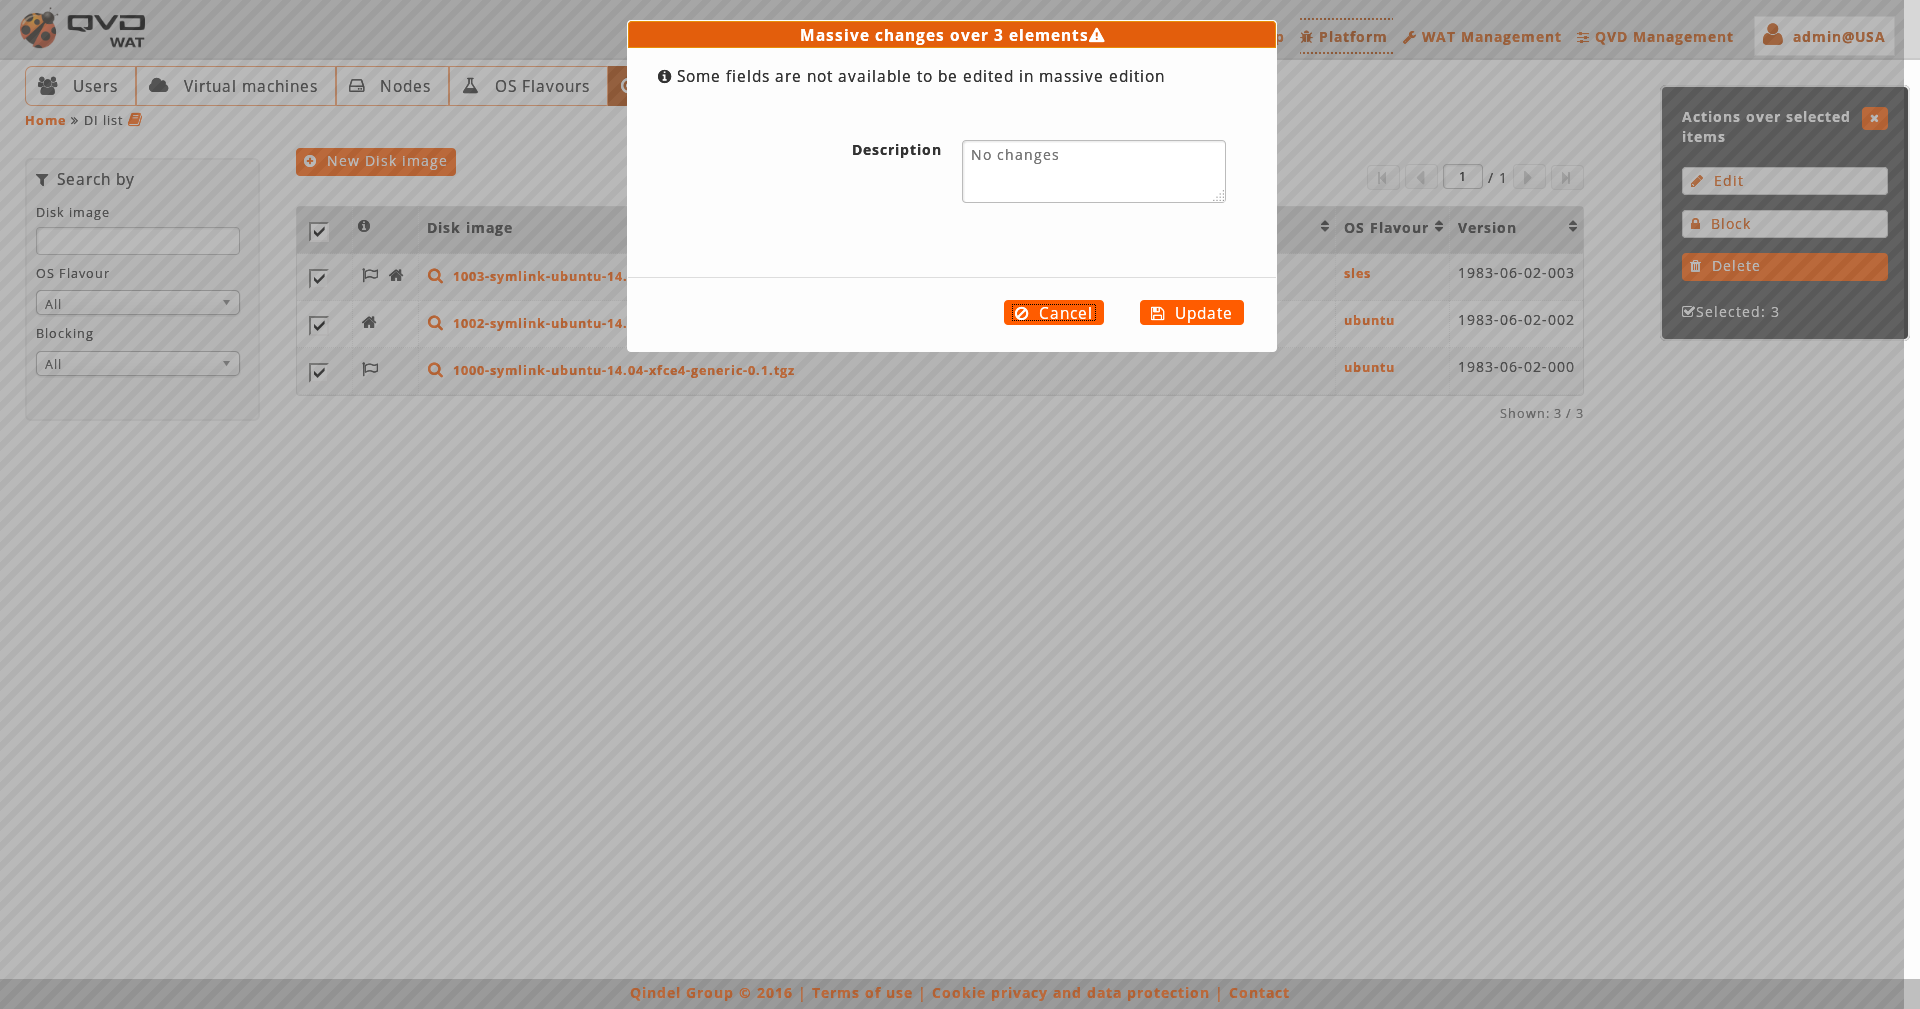 QVD
WAT
Platform
WAT Management
QVD Management
admin@USA
Massive changes over 3 elements
Some fields are not available to be edited in massive edition
Description
No changes
Cancel
Update
Users
Virtual machines
Nodes
OS Flavours
Home » DI list
New Disk image
Search by
Disk image
OS Flavour
All
Blocking
All
1 / 1
Disk image
OS Flavour
Version
1003-symlink-ubuntu-14.
sles
1983-06-02-003
1002-symlink-ubuntu-14.
ubuntu
1983-06-02-002
1000-symlink-ubuntu-14.04-xfce4-generic-0.1.tgz
ubuntu
1983-06-02-000
Shown: 3 / 3
Actions over selected
items
Edit
Block
Delete
Selected: 3
Qindel Group © 2016 | Terms of use | Cookie privacy and data protection | Contact